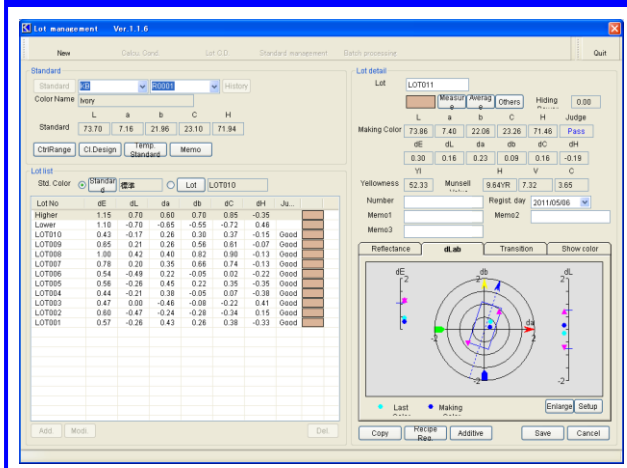 Lot management Ver.1.1.6
New Calcu. Cond. Lot C.D. Standard management Batch processing Quit
Standard
Standard KB R0001 History
Color Name Ivory
L a b C H
Standard 73.70 7.16 21.96 23.10 71.94
CtrlRange Cl.Design Temp. Standard Memo
Lot list
Std. Color Standard 標準 Lot LOT010
Lot No dE dL da db dC dH Ju...
Higher 1.15 0.70 0.60 0.70 0.85 -0.35
Lower 1.10 -0.70 -0.65 -0.55 -0.72 0.46
LOT010 0.43 -0.17 0.26 0.30 0.37 -0.15 Good
LOT009 0.65 0.21 0.26 0.56 0.61 -0.07 Good
LOT008 1.00 0.42 0.40 0.82 0.90 -0.13 Good
LOT007 0.78 0.20 0.35 0.66 0.74 -0.13 Good
LOT006 0.54 -0.49 0.22 -0.05 0.02 -0.22 Good
LOT005 0.56 -0.26 0.45 0.22 0.35 -0.35 Good
LOT004 0.44 -0.21 0.38 -0.05 0.07 -0.38 Good
LOT003 0.47 0.00 -0.46 -0.08 -0.22 0.41 Good
LOT002 0.60 -0.47 -0.24 -0.28 -0.34 0.15 Good
LOT001 0.57 -0.26 0.43 0.26 0.38 -0.33 Good
Add. Modi. Del.
Lot detail
Lot LOT011
Measure Average Others Hiding 0.00
L a b C H Judge
Making Color 73.86 7.40 22.06 23.26 71.46 Pass
dE dL da db dC dH
0.30 0.16 0.23 0.09 0.16 -0.19
YI H V C
Yellowness 52.33 Munsell 9.64YR 7.32 3.65
Number Regist. day 2011/05/06
Memo1 Memo2
Memo3
Reflectance dLab Transition Show color
dE db dL
2 2 2
da
-2 2
-2 -2
Last Making
Enlarge Setup
Copy Recipe Reg. Additive Save Cancel